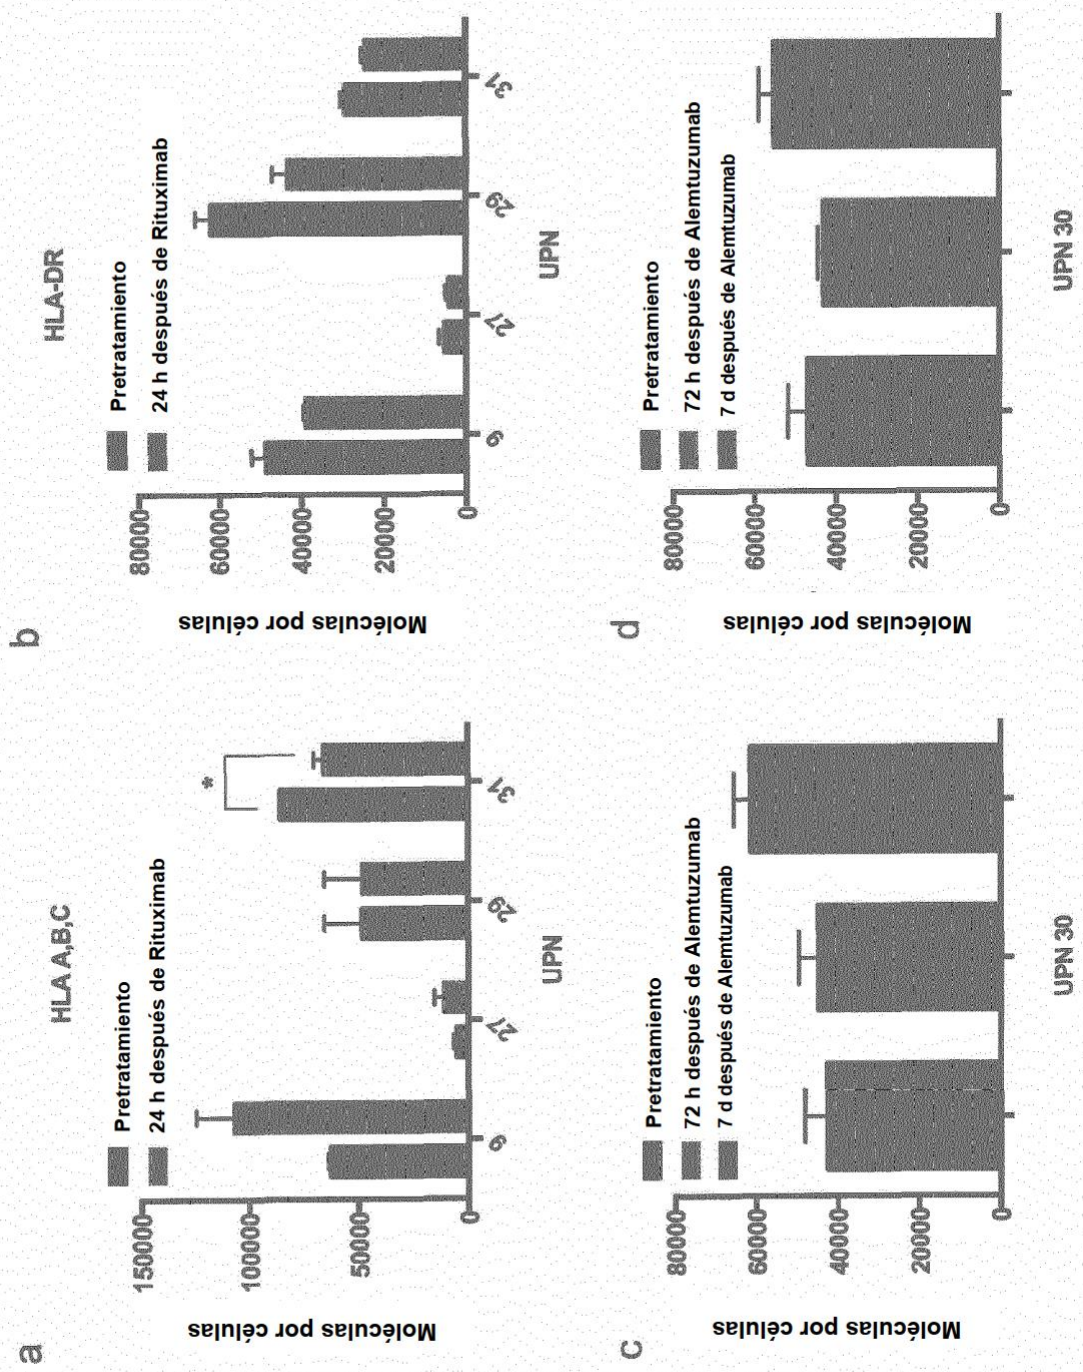 a
HLA A,B,C
Moléculas por células
150000
100000
50000
0
Pretratamiento
24 h después de Rituximab
*
9
27
29
31
UPN
b
HLA-DR
Moléculas por células
80000
60000
40000
20000
0
Pretratamiento
24 h después de Rituximab
9
27
29
31
UPN
c
Moléculas por células
80000
60000
40000
20000
0
Pretratamiento
72 h después de Alemtuzumab
7 d después de Alemtuzumab
UPN 30
d
Moléculas por células
80000
60000
40000
20000
0
Pretratamiento
72 h después de Alemtuzumab
7 d después de Alemtuzumab
UPN 30